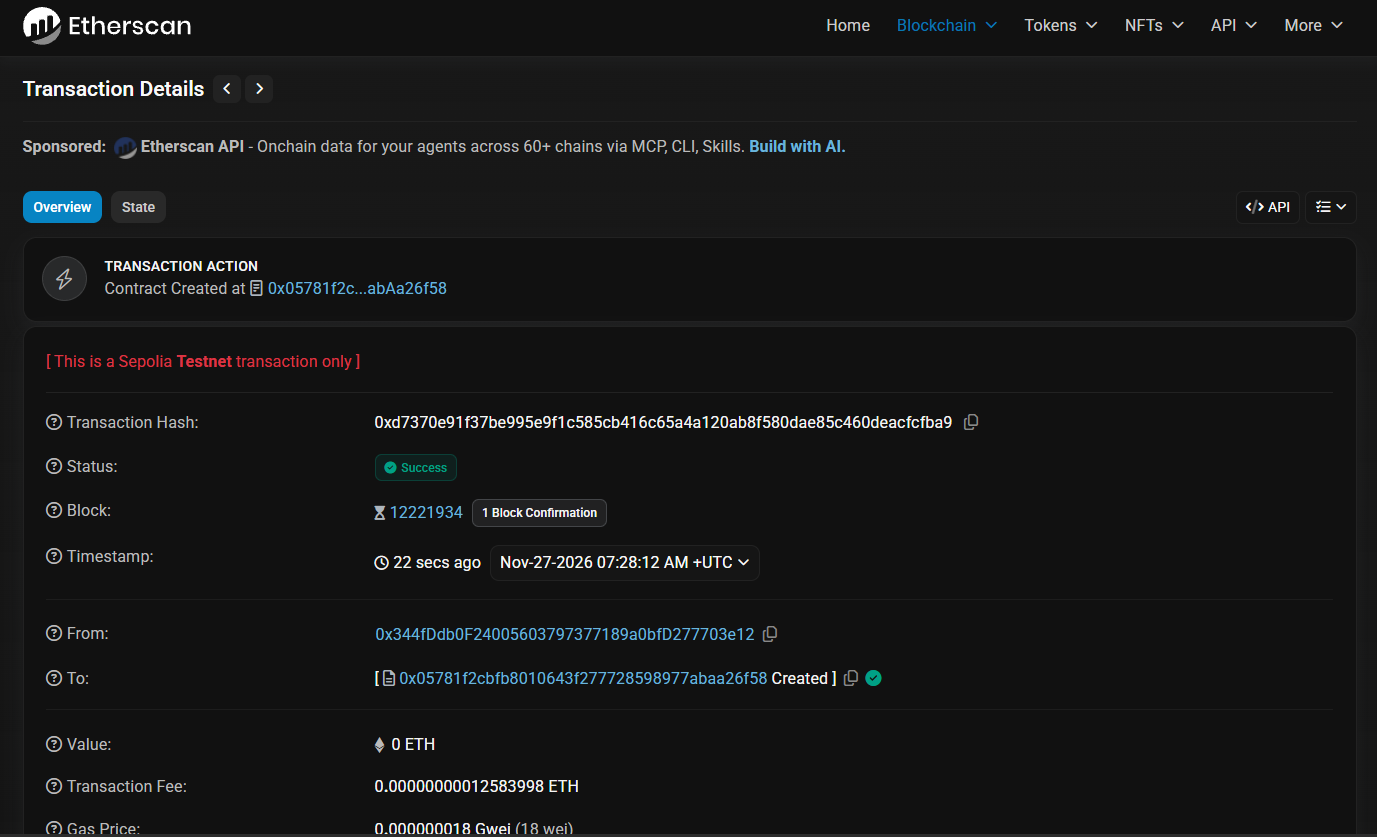 Etherscan
Home Blockchain Tokens NFTs API More
Transaction Details
Sponsored: Etherscan API - Onchain data for your agents across 60+ chains via MCP, CLI, Skills. Build with AI.
Overview State </> API
TRANSACTION ACTION
Contract Created at 0x05781f2c...abAa26f58
[ This is a Sepolia Testnet transaction only ]
Transaction Hash: 0xd7370e91f37be995e9f1c585cb416c65a4a120ab8f580dae85c460deacfcfba9
Status: Success
Block: 12221934 1 Block Confirmation
Timestamp: 22 secs ago Nov-27-2026 07:28:12 AM +UTC
From: 0x344fDdb0F24005603797377189a0bfD277703e12
To: [ 0x05781f2cbfb8010643f277728598977abaa26f58 Created ]
Value: 0 ETH
Transaction Fee: 0.00000000012583998 ETH
Gas Price: 0.000000018 Gwei (18 wei)